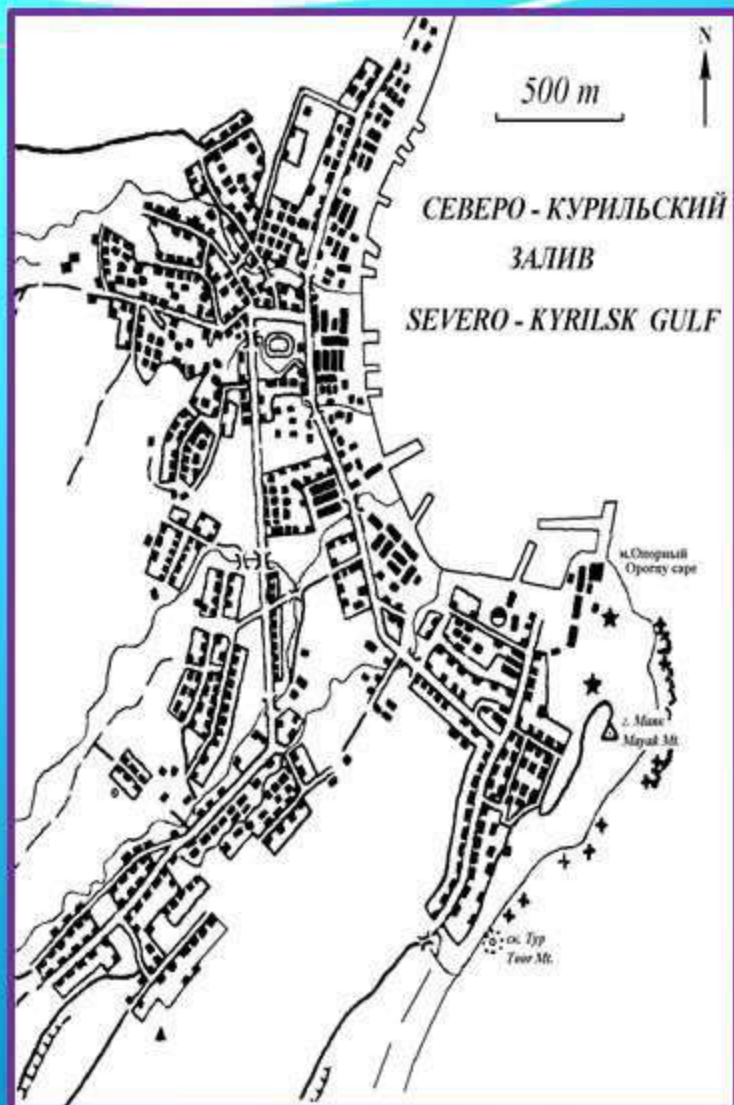 N
500 m
СЕВЕРО - КУРИЛЬСКИЙ
ЗАЛИВ
SEVERO - KYRILSK GULF
м.Опорный
Oporny cape
г. Маяк
Mayak Mt.
ск. Тур
Toor Mt.